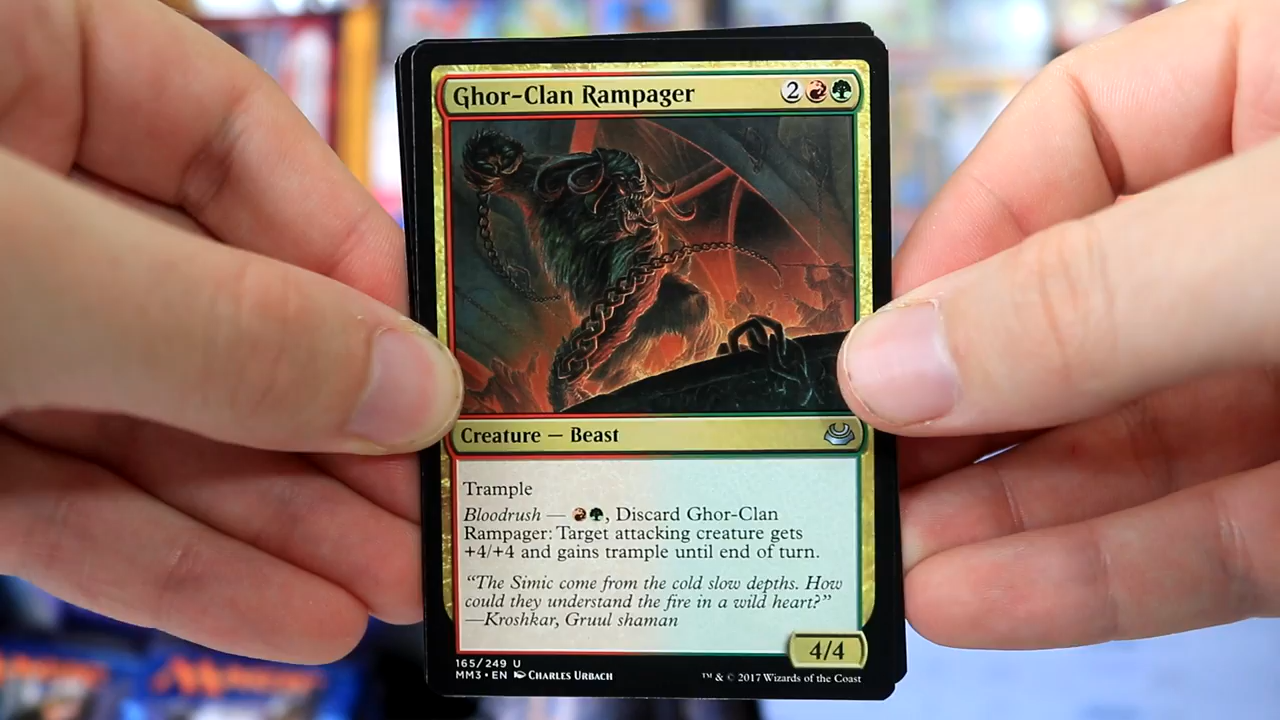 Ghor-Clan Rampager 2
Creature — Beast
Trample
Bloodrush — , Discard Ghor-Clan
Rampager: Target attacking creature gets
+4/+4 and gains trample until end of turn.
"The Simic come from the cold slow depths. How
could they understand the fire in a wild heart?"
—Kroshkar, Gruul shaman
4/4
165/249 U
MM3 • EN Charles Urbach
™ & © 2017 Wizards of the Coast